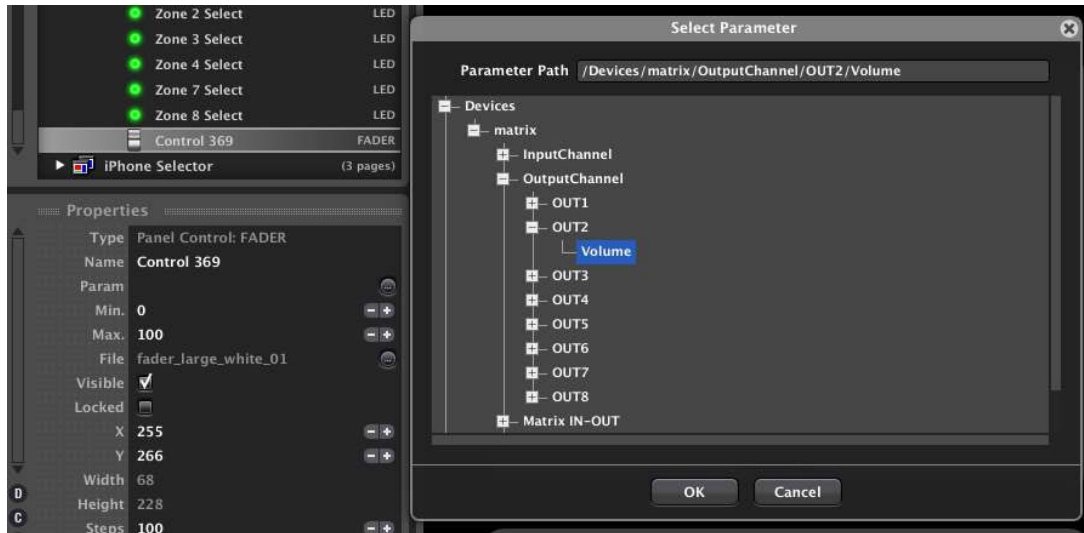 Zone 2 Select LED
Zone 3 Select LED
Zone 4 Select LED
Zone 7 Select LED
Zone 8 Select LED
Control 369 FADER
iPhone Selector (3 pages)
Properties
Type Panel Control: FADER
Name Control 369
Param
Min. 0
Max. 100
File fader_large_white_01
Visible
Locked
X 255
Y 266
Width 68
Height 228
Steps 100
D
C
Select Parameter
Parameter Path /Devices/matrix/OutputChannel/OUT2/Volume
Devices
matrix
InputChannel
OutputChannel
OUT1
OUT2
Volume
OUT3
OUT4
OUT5
OUT6
OUT7
OUT8
Matrix IN-OUT
OK Cancel